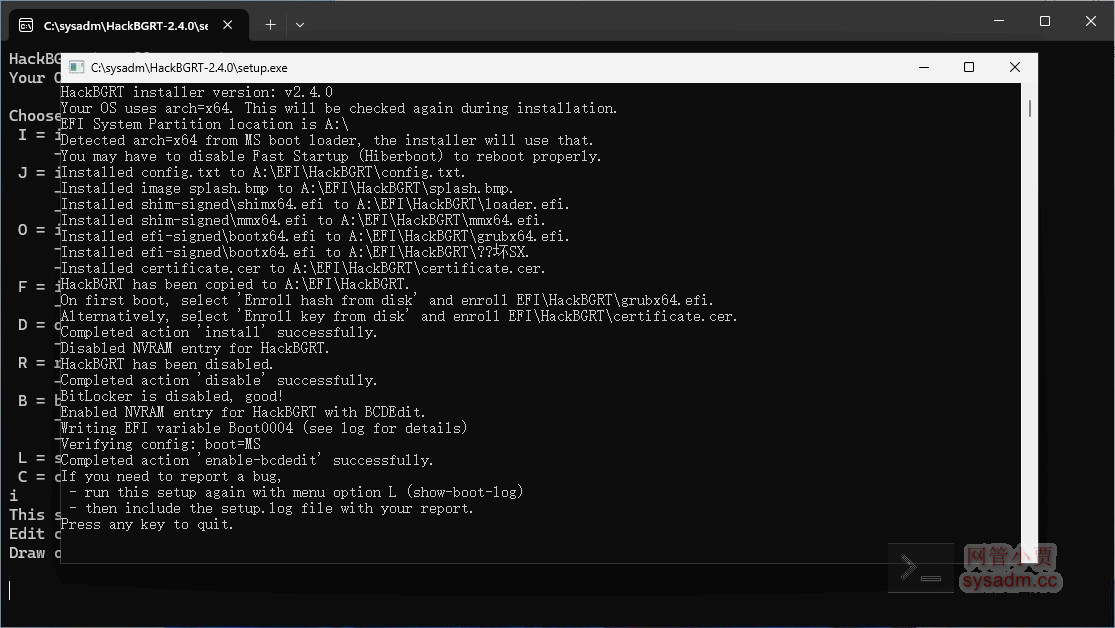 C:\sysadm\HackBGRT-2.4.0\se
C:\sysadm\HackBGRT-2.4.0\setup.exe
HackBGRT installer version: v2.4.0
Your OS uses arch=x64. This will be checked again during installation.
EFI System Partition location is A:\
Detected arch=x64 from MS boot loader, the installer will use that.
You may have to disable Fast Startup (Hiberboot) to reboot properly.
Installed config.txt to A:\EFI\HackBGRT\config.txt.
Installed image splash.bmp to A:\EFI\HackBGRT\splash.bmp.
Installed shim-signed\shimx64.efi to A:\EFI\HackBGRT\loader.efi.
Installed shim-signed\mmx64.efi to A:\EFI\HackBGRT\mmx64.efi.
Installed efi-signed\bootx64.efi to A:\EFI\HackBGRT\grubx64.efi.
Installed efi-signed\bootx64.efi to
Installed certificate.cer to A:\EFI\HackBGRT\certificate.cer.
HackBGRT has been copied to A:\EFI\HackBGRT.
On first boot, select 'Enroll hash from disk' and enroll EFI\HackBGRT\grubx64.efi.
Alternatively, select 'Enroll key from disk' and enroll EFI\HackBGRT\certificate.cer.
Completed action 'install' successfully.
Disabled NVRAM entry for HackBGRT.
HackBGRT has been disabled.
Completed action 'disable' successfully.
BitLocker is disabled, good!
Enabled NVRAM entry for HackBGRT with BCDEdit.
Writing EFI variable Boot0004 (see log for details)
Verifying config: boot=MS
Completed action 'enable-bcdedit' successfully.
If you need to report a bug,
- run this setup again with menu option L (show-boot-log)
- then include the setup.log file with your report.
Press any key to quit.
HackBG
Your O
Choose
I = i
J = i
O = i
F = i
D = d
R = r
B = b
L = s
C = c
i
This s
Edit c
Draw o
网管小贾
sysadm.cc